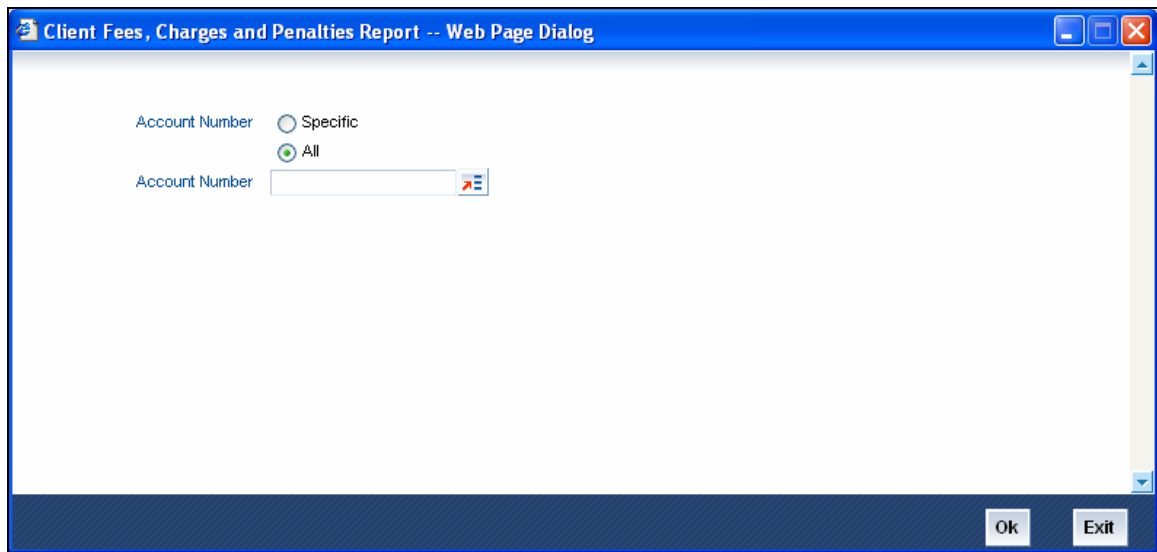 Client Fees, Charges and Penalties Report -- Web Page Dialog
Account Number Specific
All
Account Number
Ok Exit